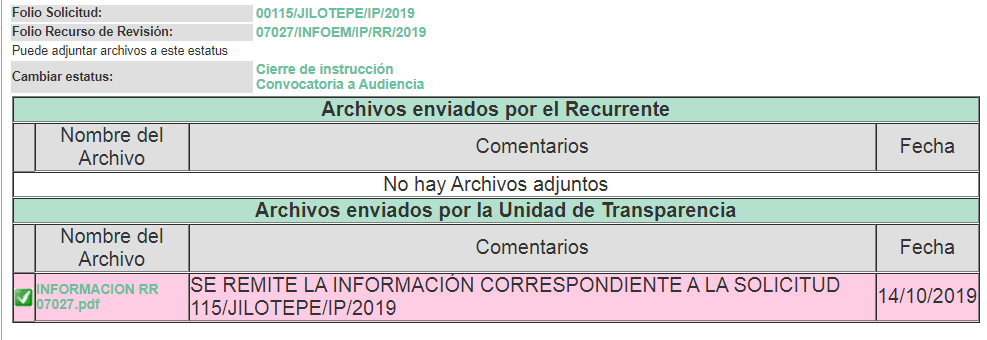 Folio Solicitud: 00115/JILOTEPE/IP/2019
Folio Recurso de Revisión: 07027/INFOEM/IP/RR/2019
Puede adjuntar archivos a este estatus
Cambiar estatus: Cierre de instrucción
Convocatoria a Audiencia
Archivos enviados por el Recurrente
Nombre del Archivo Comentarios Fecha
No hay Archivos adjuntos
Archivos enviados por la Unidad de Transparencia
Nombre del Archivo Comentarios Fecha
INFORMACION RR 07027.pdf SE REMITE LA INFORMACIÓN CORRESPONDIENTE A LA SOLICITUD 115/JILOTEPE/IP/2019 14/10/2019